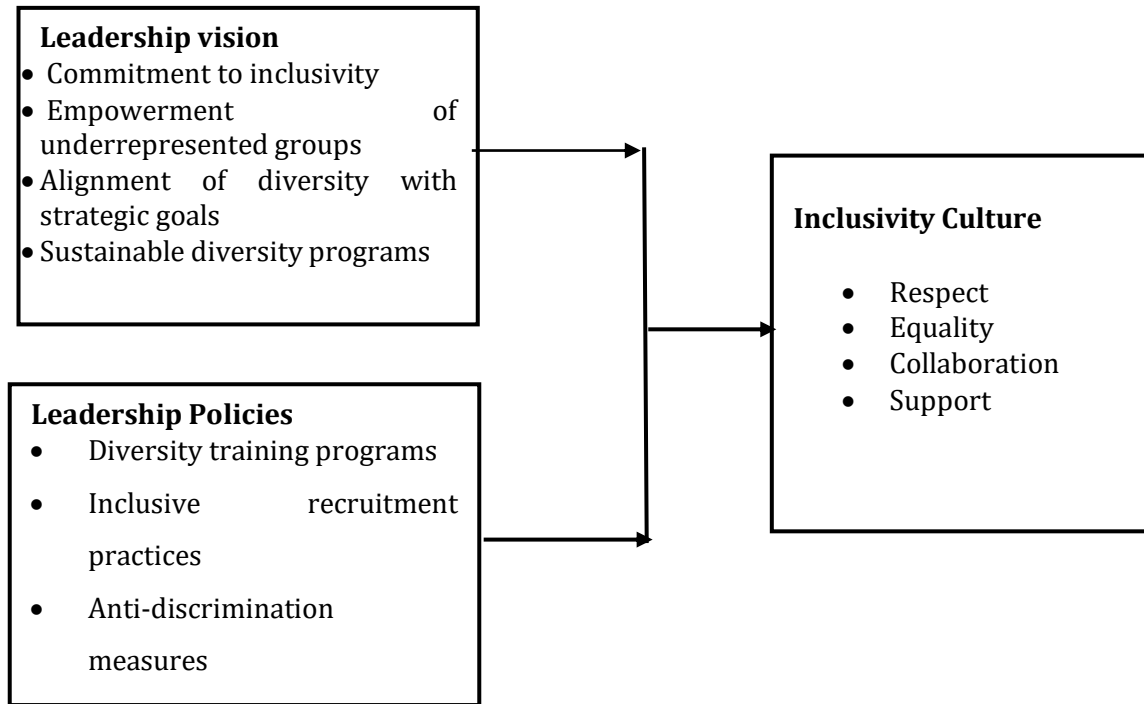 Leadership vision
• Commitment to inclusivity
• Empowerment of
underrepresented groups
• Alignment of diversity with
strategic goals
• Sustainable diversity programs
Leadership Policies
• Diversity training programs
• Inclusive recruitment
practices
• Anti-discrimination
measures
Inclusivity Culture
• Respect
• Equality
• Collaboration
• Support